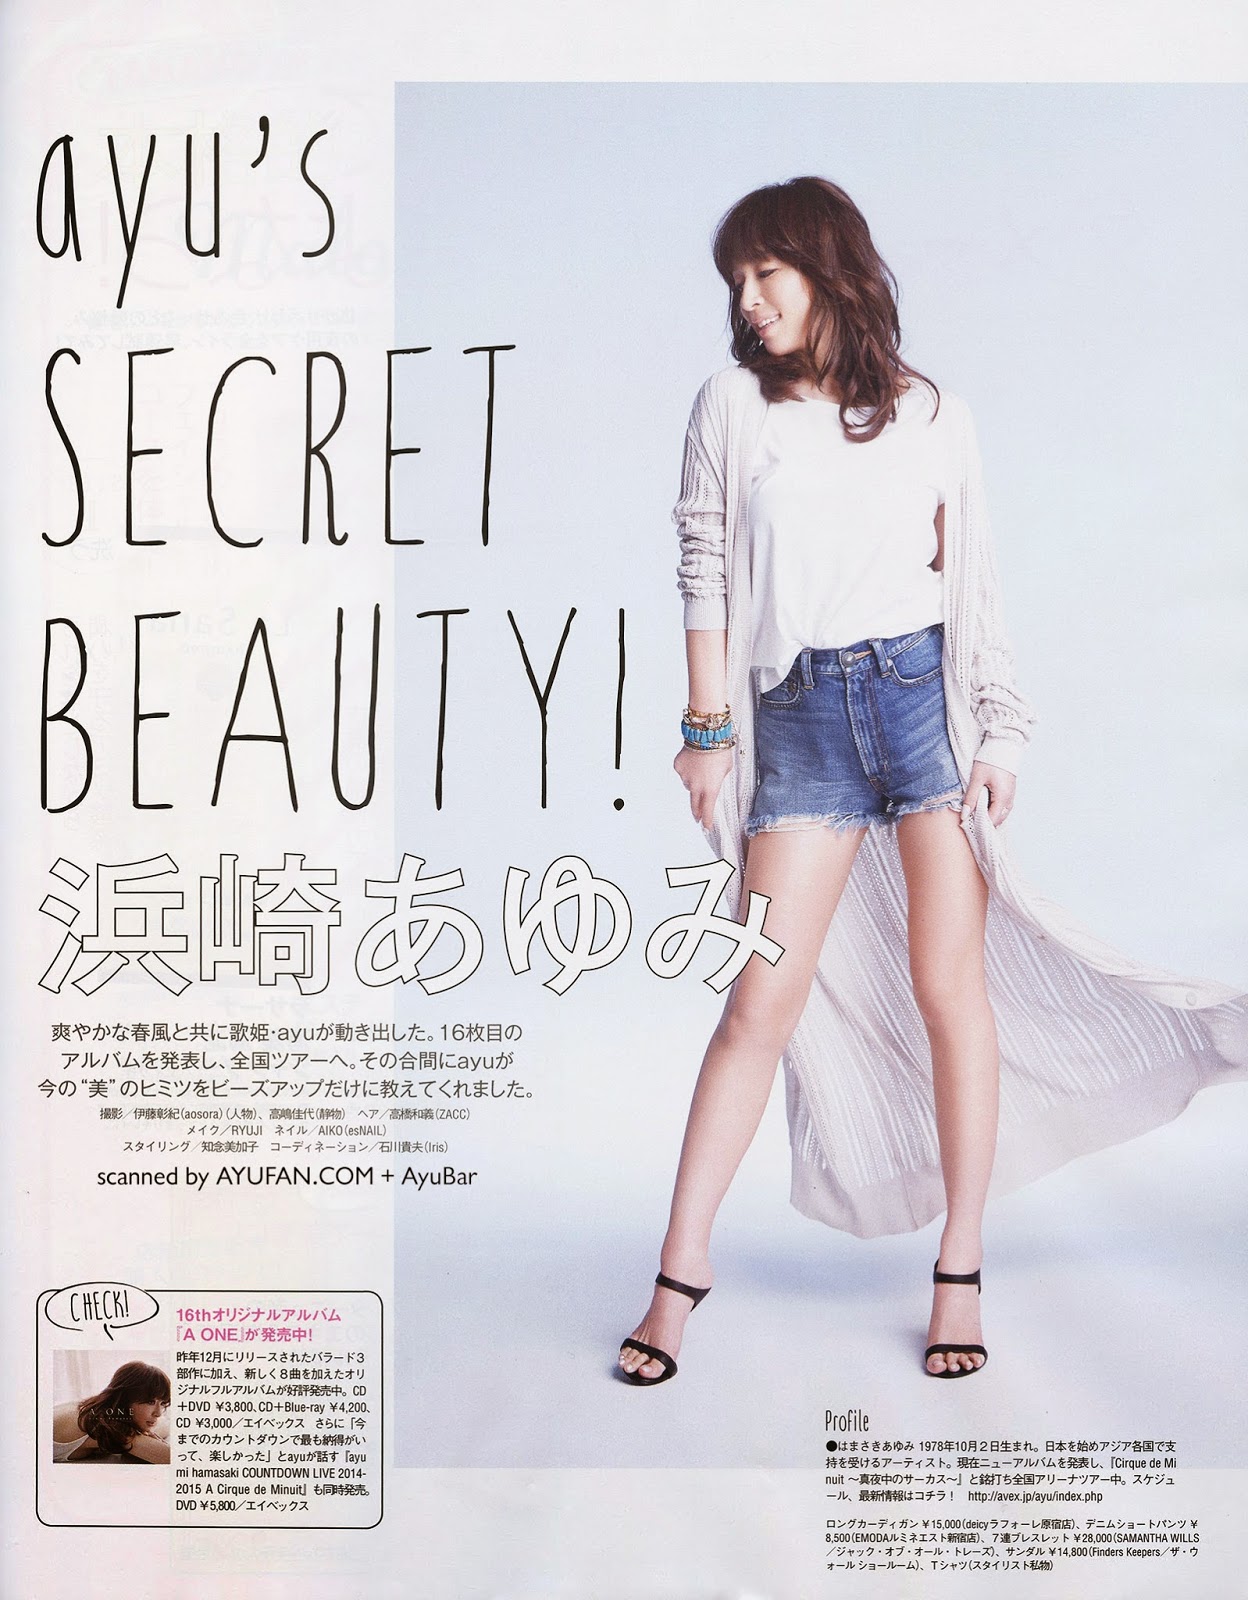 ayu's
SECRET
BEAUTY!
浜崎あゆみ
爽やかな春風と共に歌姫・ayuが動き出した。16枚目の
アルバムを発表し、全国ツアーへ。その合間にayuが
今の“美”のヒミツをビーズアップだけに教えてくれました。
撮影／伊藤彰紀(aosora)(人物)、高嶋佳代(静物)　ヘア／高橋和義(ZACC)
メイク／RYUJI　ネイル／AIKO(esNAIL)
スタイリング／知念美加子　コーディネーション／石川貴夫(Iris)
scanned by AYUFAN.COM + AyuBar
CHECK!
16thオリジナルアルバム
『A ONE』が発売中!
昨年12月にリリースされたバラード3
部作に加え、新しく8曲を加えたオリ
ジナルフルアルバムが好評発売中。CD
＋DVD ￥3,800、CD＋Blue-ray ￥4,200、
CD ￥3,000／エイベックス　さらに「今
までのカウントダウンで最も納得がい
って、楽しかった」とayuが話す『ayu
mi hamasaki COUNTDOWN LIVE 2014-
2015 A Cirque de Minuit』も同時発売。
DVD ￥5,800／エイベックス
A ONE
Profile
●はまさきあゆみ 1978年10月2日生まれ。日本を始めアジア各国で支
持を受けるアーティスト。現在ニューアルバムを発表し、『Cirque de Mi
nuit ～真夜中のサーカス～』と銘打ち全国アリーナツアー中。スケジュ
ール、最新情報はコチラ！　http://avex.jp/ayu/index.php
ロングカーディガン ￥15,000(deicyラフォーレ原宿店)、デニムショートパンツ ￥
8,500(EMODAルミネエスト新宿店)、7連ブレスレット ￥28,000(SAMANTHA WILLS
／ジャック・オブ・オール・トレーズ)、サンダル ￥14,800(Finders Keepers／ザ・ウ
ォール ショールーム)、Tシャツ(スタイリスト私物)